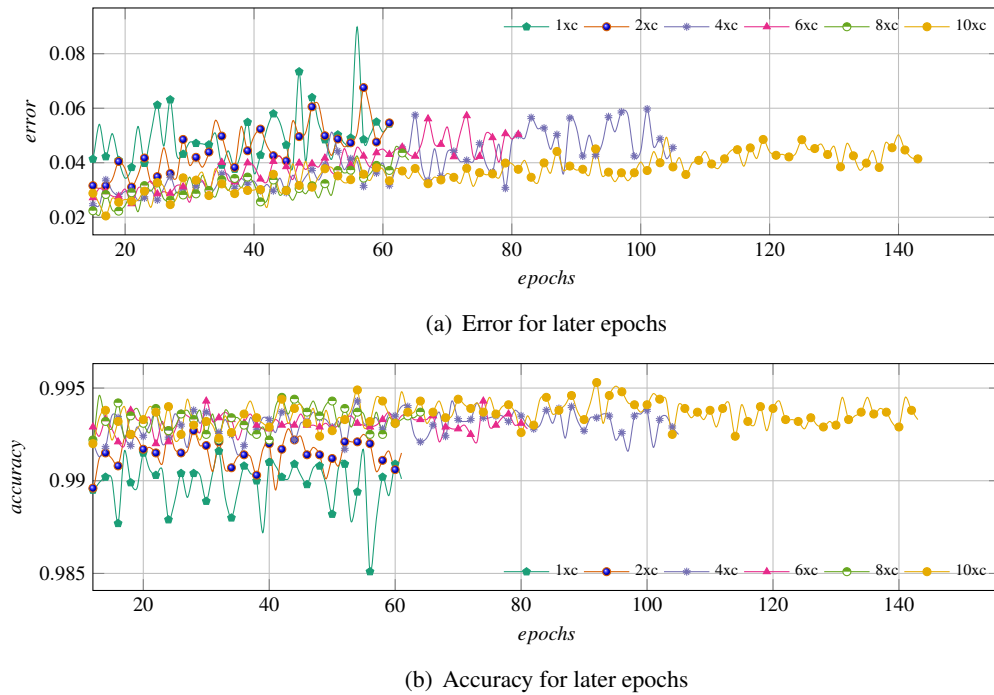 1xc 2xc 4xc 6xc 8xc 10xc
0.08
0.06
0.04
0.02
error
20 40 60 80 100 120 140
epochs
(a) Error for later epochs
0.995
0.99
0.985
accuracy
1xc 2xc 4xc 6xc 8xc 10xc
20 40 60 80 100 120 140
epochs
(b) Accuracy for later epochs